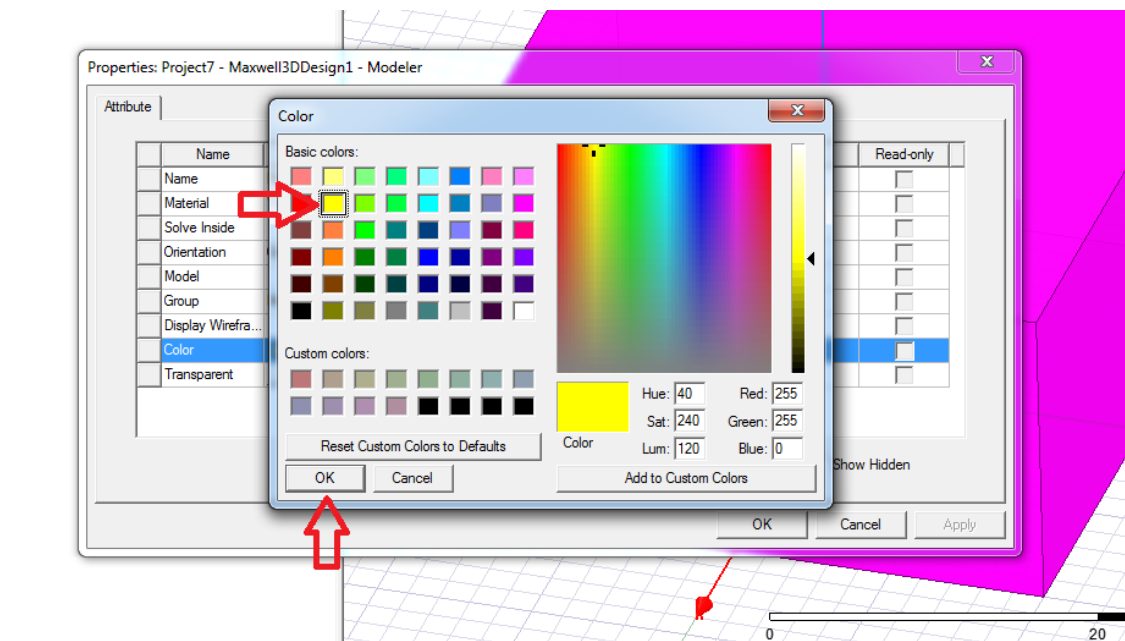 Properties: Project7 - Maxwell3DDesign1 - Modeler
Attribute
Color
Name
Read-only
Name
Material
Solve Inside
Orientation
Model
Group
Display Wirefra...
Color
Transparent
Basic colors:
Custom colors:
Reset Custom Colors to Defaults
OK
Cancel
Color
Hue: 40
Sat: 240
Lum: 120
Red: 255
Green: 255
Blue: 0
Add to Custom Colors
Show Hidden
OK
Cancel
Apply
0
20